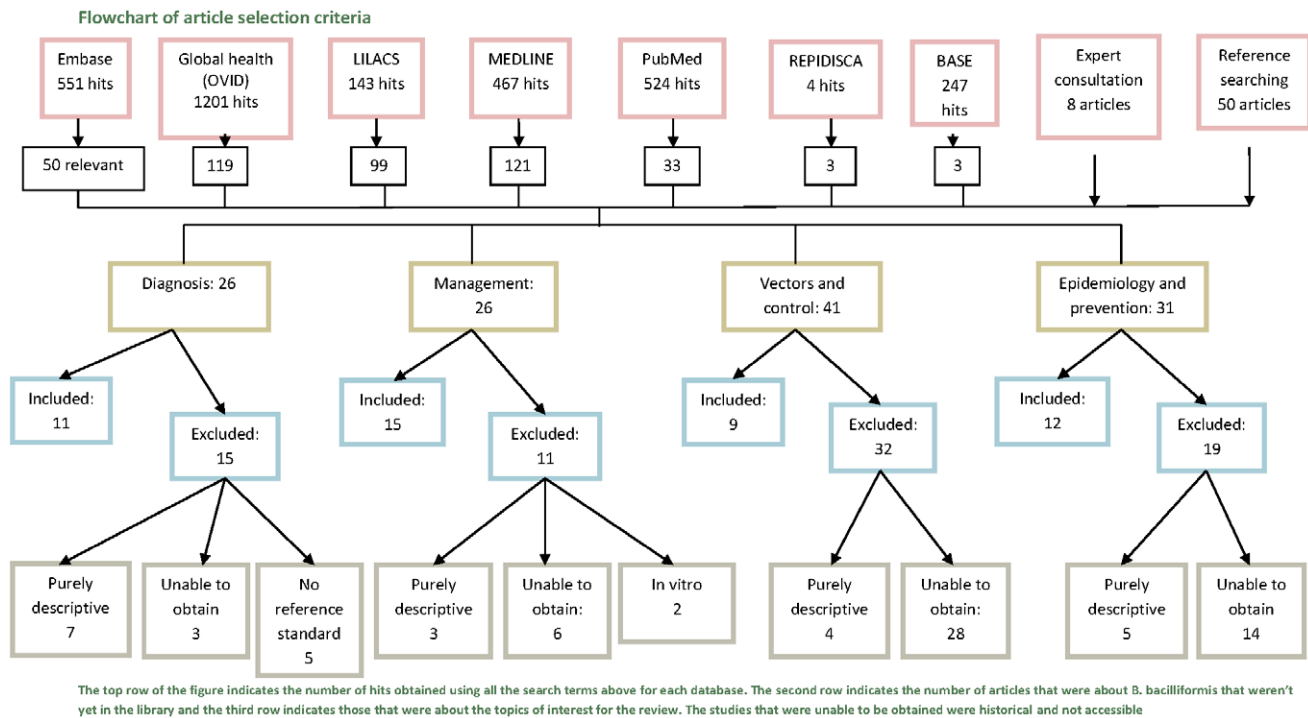 Flowchart of article selection criteria
Embase
551 hits
Global health
(OVID)
1201 hits
LILACS
143 hits
MEDLINE
467 hits
PubMed
524 hits
REPIDISCA
4 hits
BASE
247
hits
Expert
consultation
8 articles
Reference
searching
50 articles
50 relevant
119
99
121
33
3
3
Diagnosis: 26
Management:
26
Vectors and
control: 41
Epidemiology and
prevention: 31
Included:
11
Excluded:
15
Included:
15
Excluded:
11
Included:
9
Excluded:
32
Included:
12
Excluded:
19
Purely
descriptive
7
Unable to
obtain
3
No
reference
standard
5
Purely
descriptive
3
Unable to
obtain:
6
In vitro
2
Purely
descriptive
4
Unable to
obtain:
28
Purely
descriptive
5
Unable to
obtain
14
The top row of the figure indicates the number of hits obtained using all the search terms above for each database. The second row indicates the number of articles that were about B. bacilliformis that weren't
yet in the library and the third row indicates those that were about the topics of interest for the review. The studies that were unable to be obtained were historical and not accessible